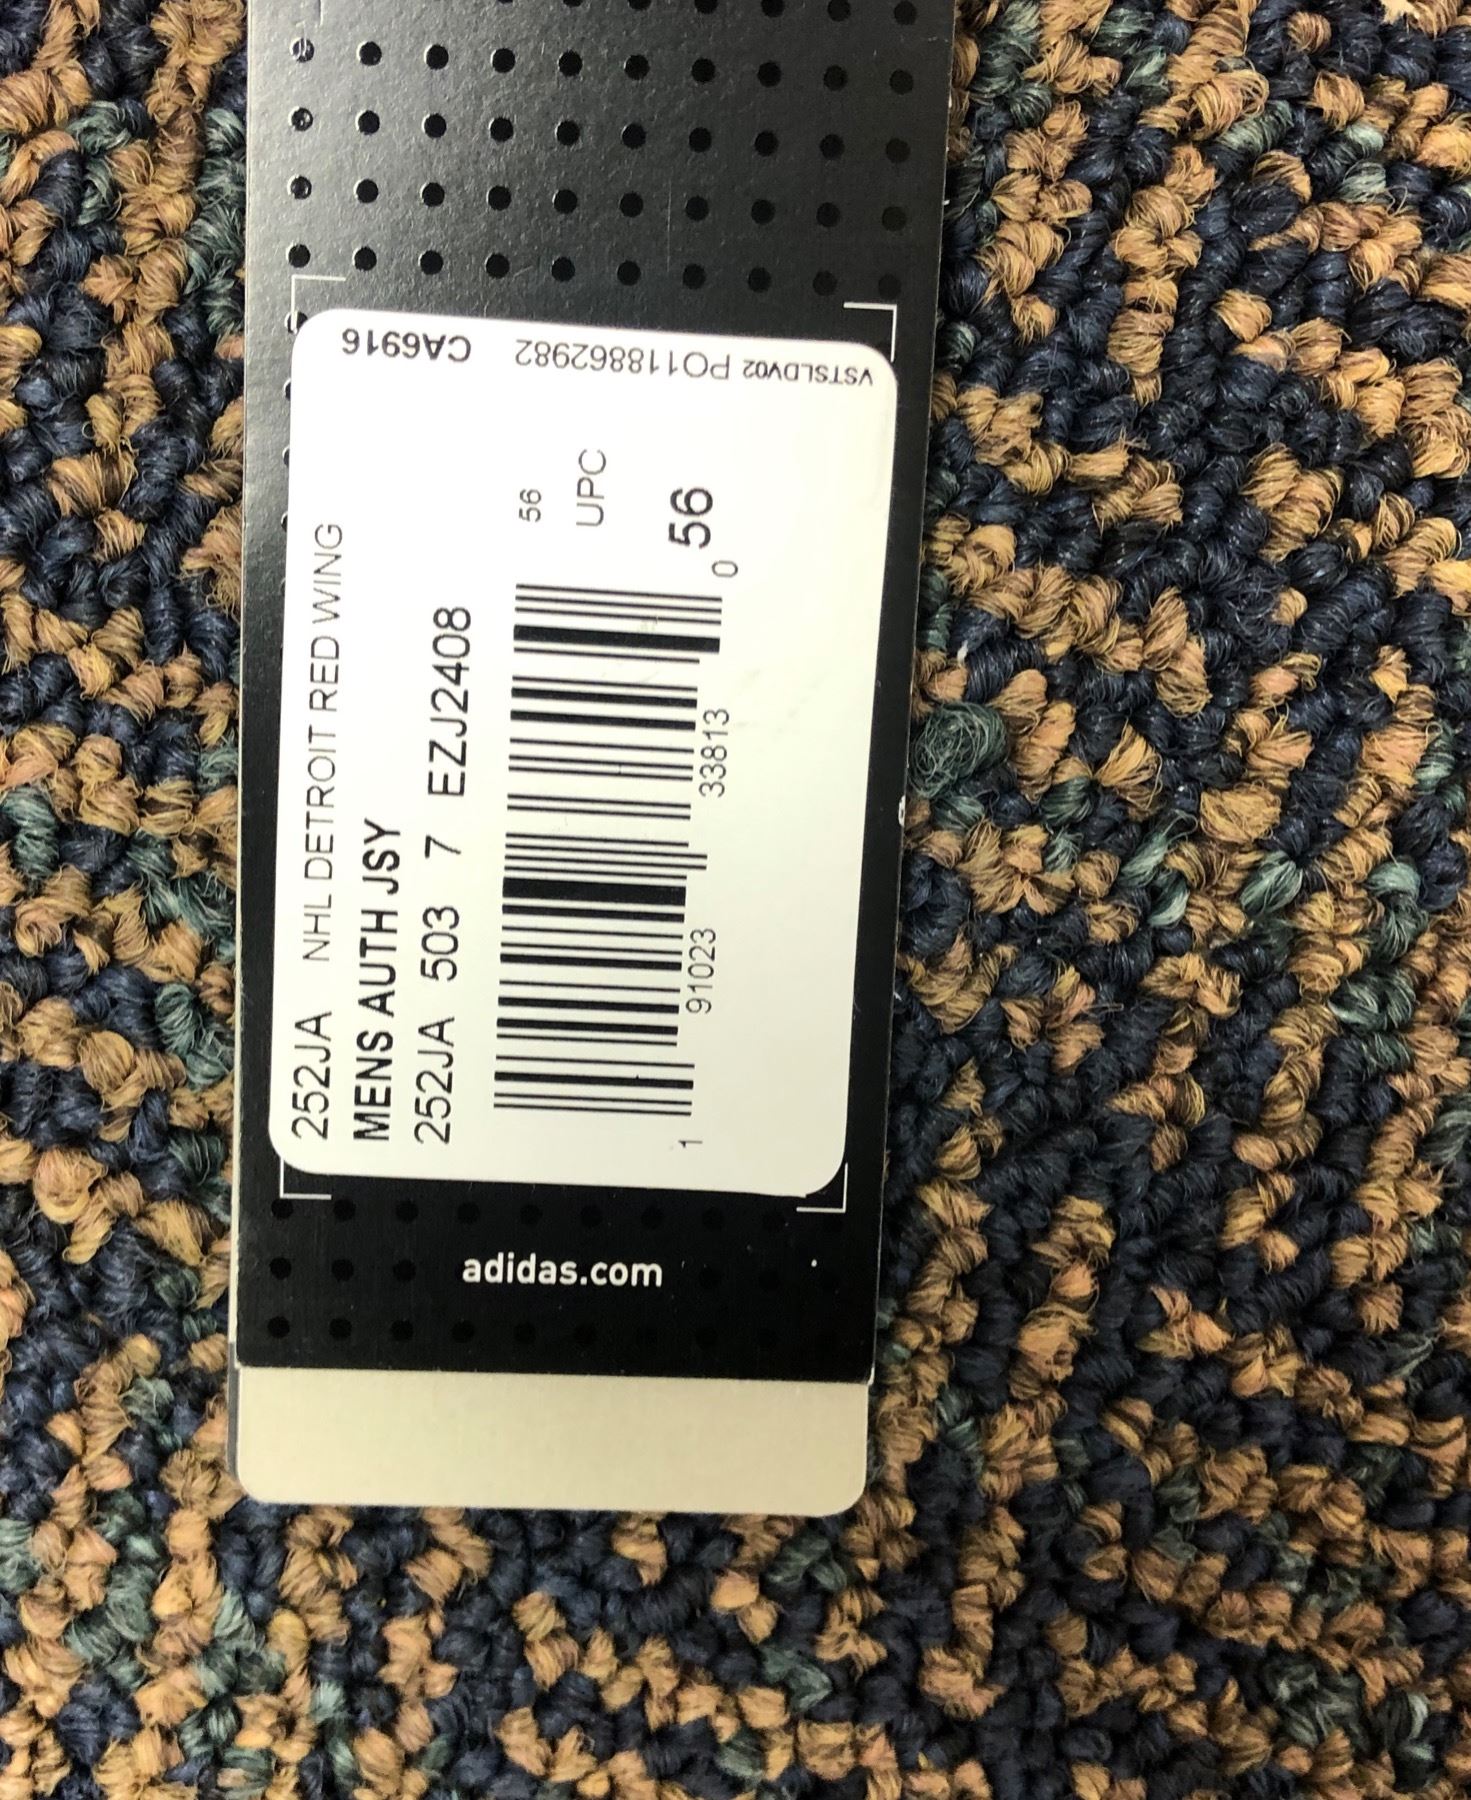 252JA NHL DETROIT RED WING
MENS AUTH JSY
252JA 503 7 EZJ2408
56
UPC
56
1 91023 33813 0
CA6916
VSTSLDV02 PO118862982
adidas.com